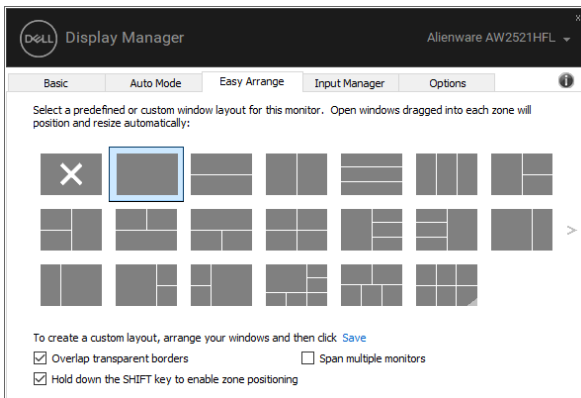 DELL Display Manager
Alienware AW2521HFL
Basic Auto Mode Easy Arrange Input Manager Options
Select a predefined or custom window layout for this monitor. Open windows dragged into each zone will
position and resize automatically:
To create a custom layout, arrange your windows and then click Save
Overlap transparent borders
Span multiple monitors
Hold down the SHIFT key to enable zone positioning